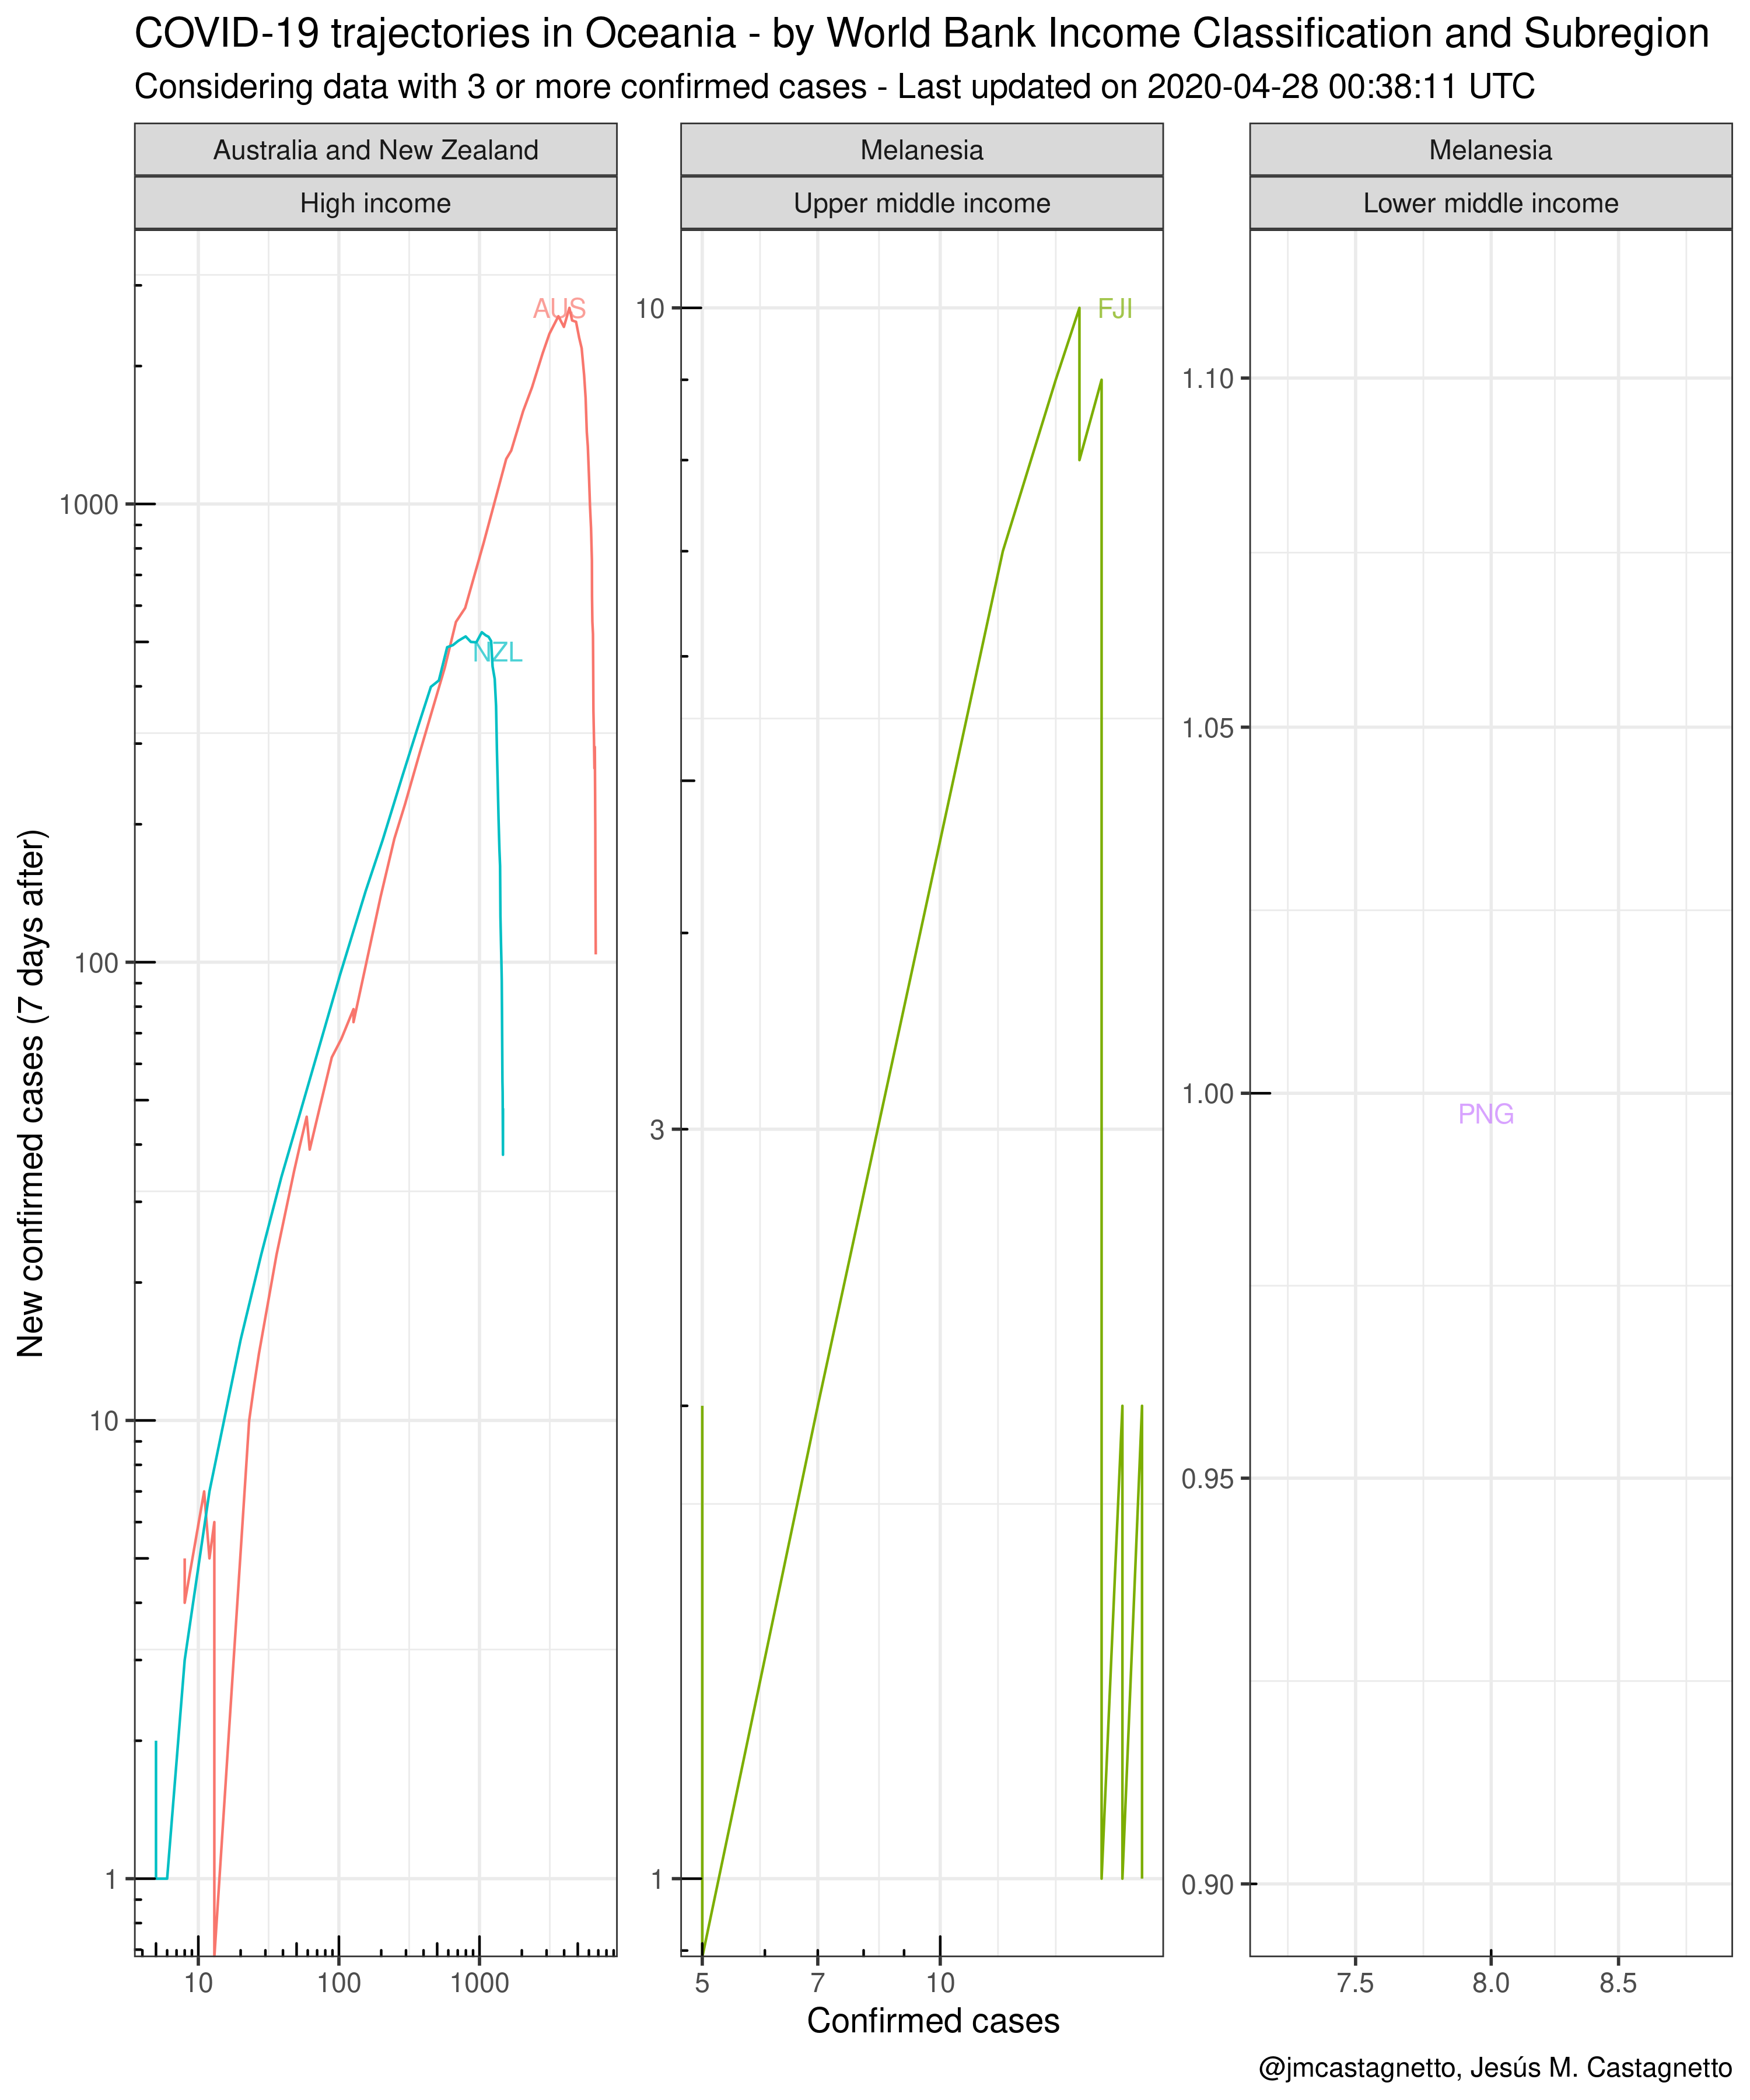 COVID-19 trajectories in Oceania - by World Bank Income Classification and Subregion
Considering data with 3 or more confirmed cases - Last updated on 2020-04-28 00:38:11 UTC
Australia and New Zealand
High income
Melanesia
Upper middle income
Melanesia
Lower middle income
New confirmed cases (7 days after)
1000
100
10
1
AUS
NZL
10
100
1000
10
3
1
FJI
5
7
10
1.10
1.05
1.00
0.95
0.90
PNG
7.5
8.0
8.5
Confirmed cases
@jmcastagnetto, Jesús M. Castagnetto